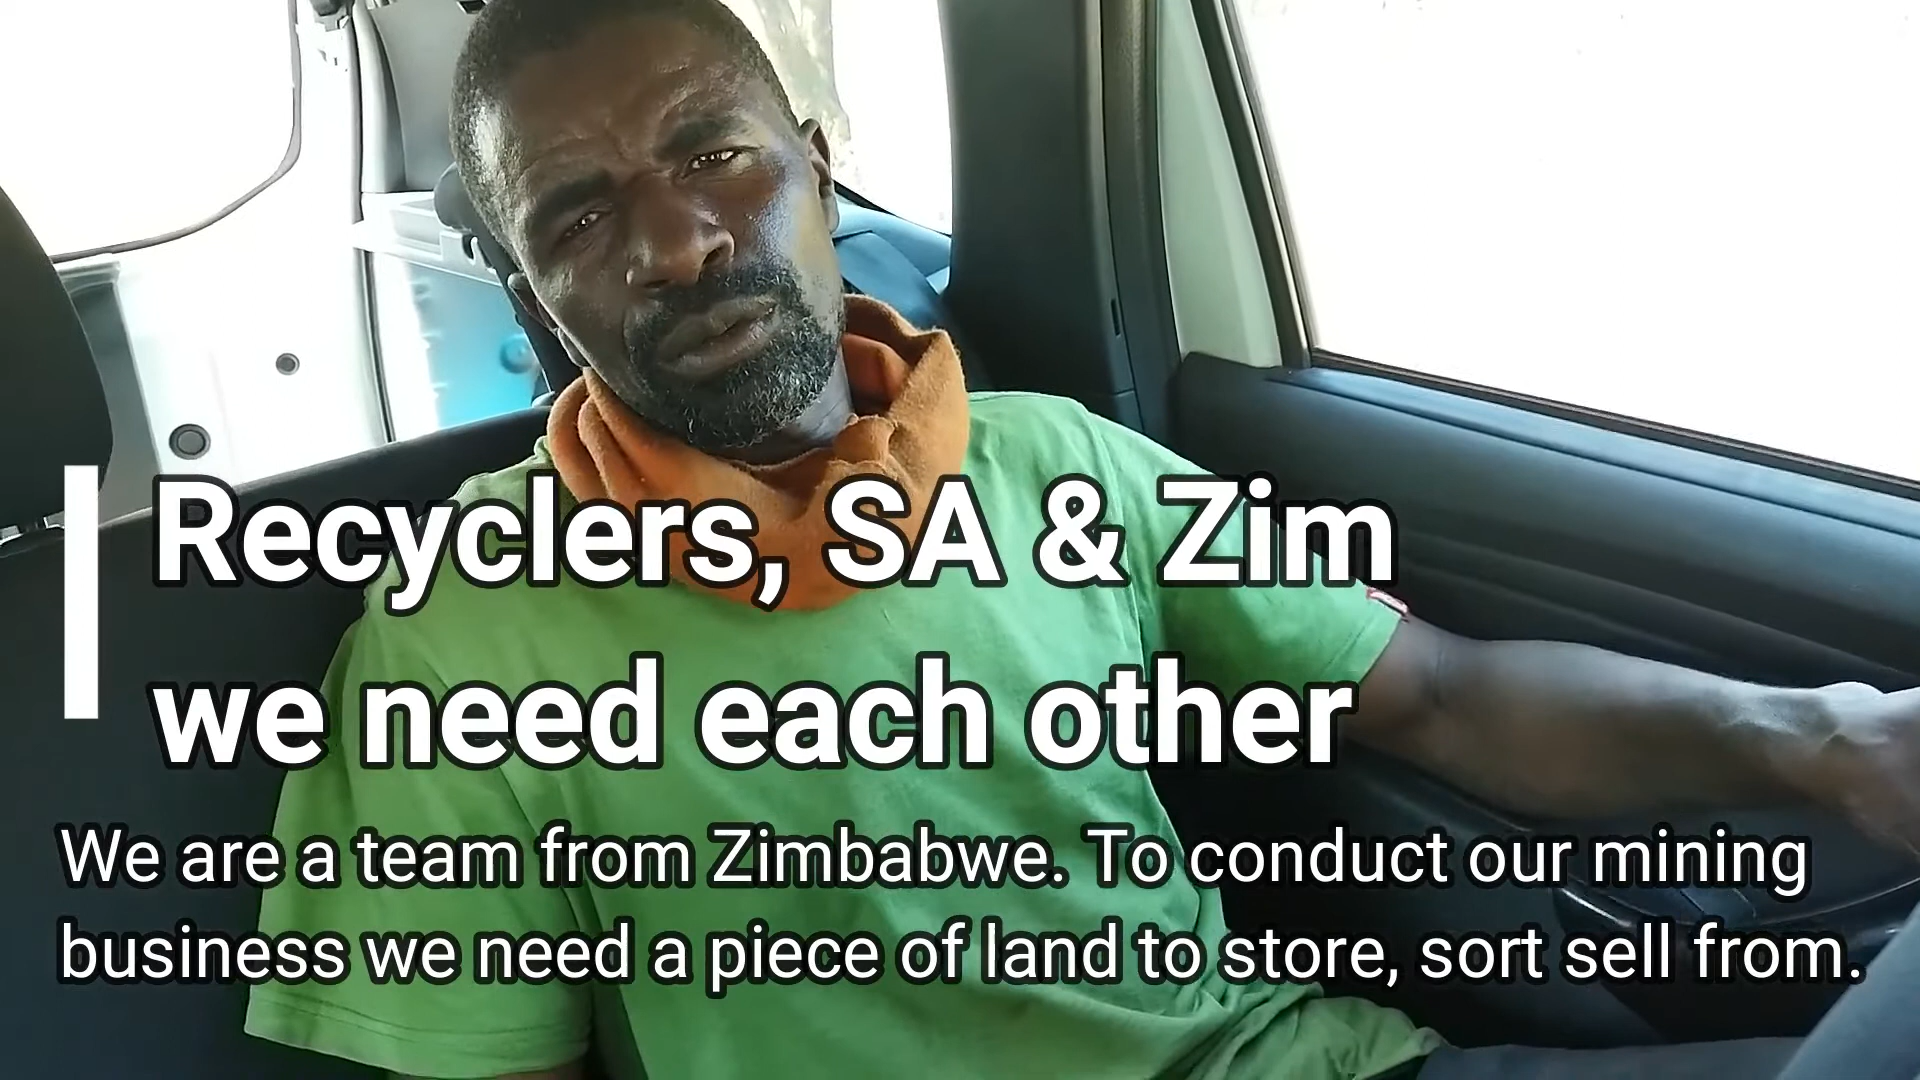 Recyclers, SA & Zim
we need each other
We are a team from Zimbabwe. To conduct our mining
business we need a piece of land to store, sort sell from.